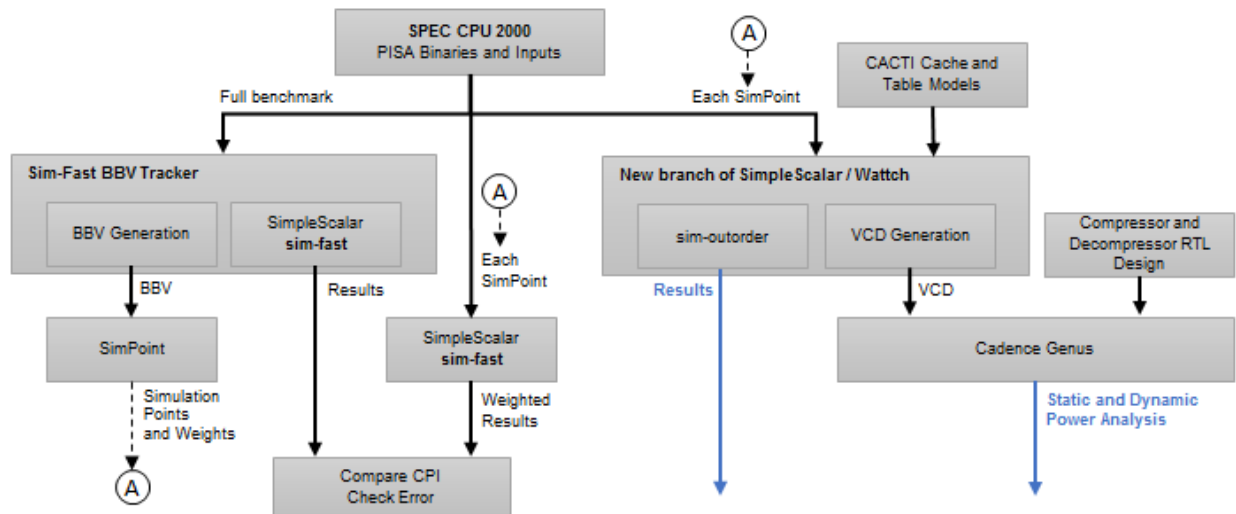 SPEC CPU 2000
PISA Binaries and Inputs
A
CACTI Cache and
Table Models
Full benchmark
Each SimPoint
Sim-Fast BBV Tracker
BBV Generation
SimpleScalar
sim-fast
A
Each
SimPoint
New branch of SimpleScalar / Wattch
sim-outorder
VCD Generation
Compressor and
Decompressor RTL
Design
BBV
Results
Results
VCD
SimPoint
SimpleScalar
sim-fast
Cadence Genus
Simulation
Points
and Weights
Weighted
Results
Static and Dynamic
Power Analysis
A
Compare CPI
Check Error